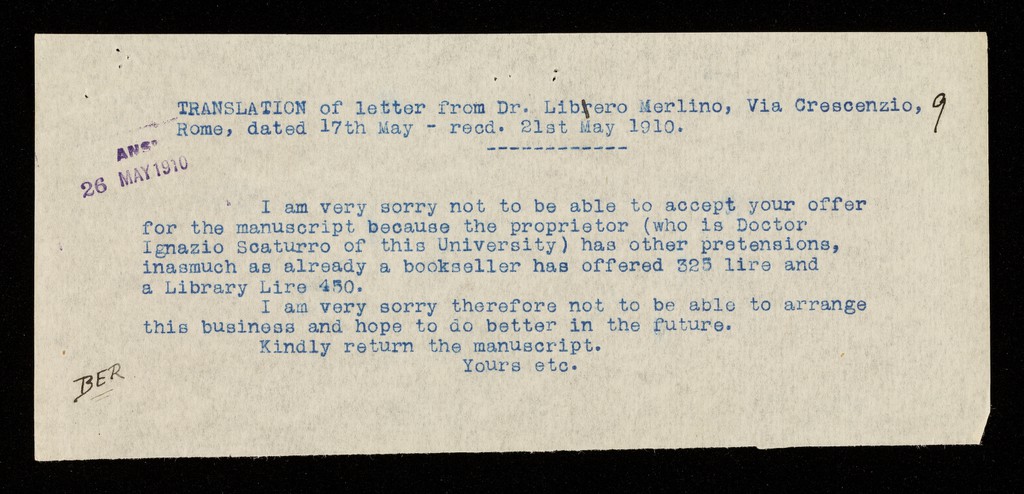 TRANSLATION of letter from Dr. Librero Merlino, Via Crescenzio, 9
Rome, dated 17th May - recd. 21st May 1910.
------------
ANSD
26 MAY 1910
I am very sorry not to be able to accept your offer
for the manuscript because the proprietor (who is Doctor
Ignazio Scaturro of this University) has other pretensions,
inasmuch as already a bookseller has offered 325 lire and
a Library Lire 450.
I am very sorry therefore not to be able to arrange
this business and hope to do better in the future.
Kindly return the manuscript.
Yours etc.
BER